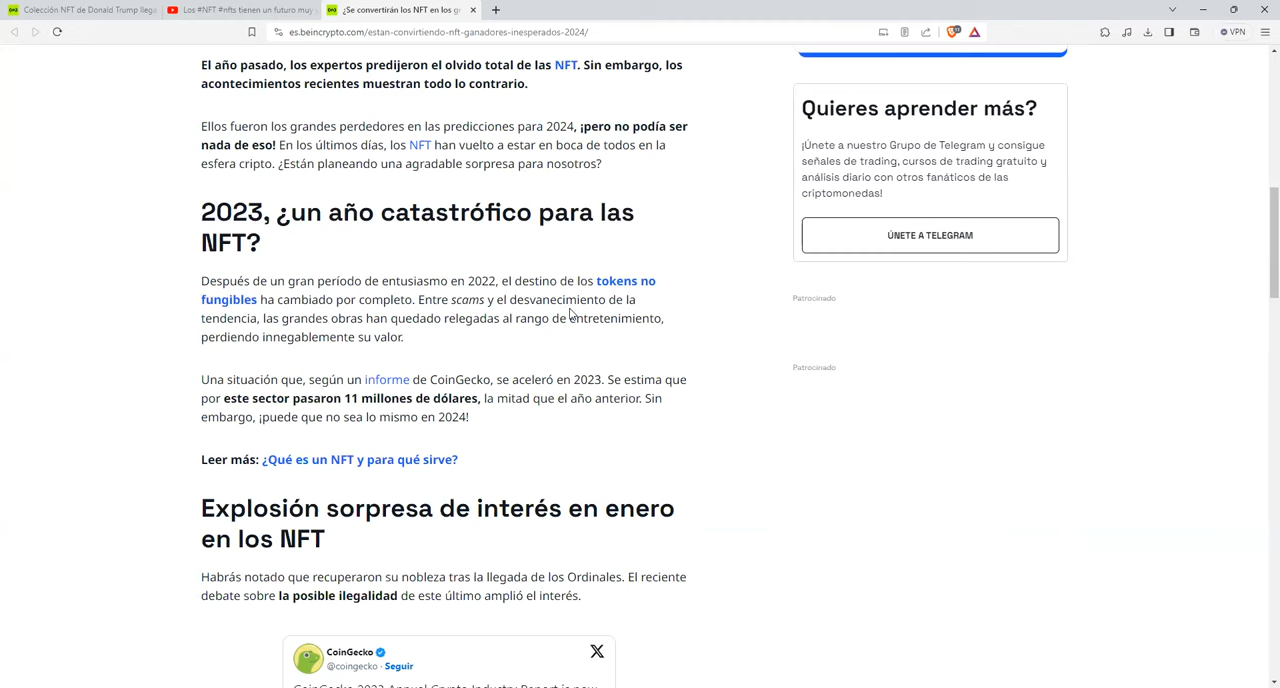 Colección NFT de Donald Trump llega
Los #NFT #nfts tienen un futuro muy
¿Se convertirán los NFT en los gr
es.beincrypto.com/estan-convirtiendo-nft-ganadores-inesperados-2024/
VPN
El año pasado, los expertos predijeron el olvido total de las NFT. Sin embargo, los
acontecimientos recientes muestran todo lo contrario.
Ellos fueron los grandes perdedores en las predicciones para 2024, ¡pero no podía ser
nada de eso! En los últimos días, los NFT han vuelto a estar en boca de todos en la
esfera cripto. ¿Están planeando una agradable sorpresa para nosotros?
2023, ¿un año catastrófico para las
NFT?
Después de un gran período de entusiasmo en 2022, el destino de los tokens no
fungibles ha cambiado por completo. Entre scams y el desvanecimiento de la
tendencia, las grandes obras han quedado relegadas al rango de entretenimiento,
perdiendo innegablemente su valor.
Una situación que, según un informe de CoinGecko, se aceleró en 2023. Se estima que
por este sector pasaron 11 millones de dólares, la mitad que el año anterior. Sin
embargo, ¡puede que no sea lo mismo en 2024!
Leer más: ¿Qué es un NFT y para qué sirve?
Explosión sorpresa de interés en enero
en los NFT
Habrás notado que recuperaron su nobleza tras la llegada de los Ordinales. El reciente
debate sobre la posible ilegalidad de este último amplió el interés.
CoinGecko
@coingecko · Seguir
CoinGecko 2023 Annual Crypto Industry Report is now
Quieres aprender más?
¡Únete a nuestro Grupo de Telegram y consigue
señales de trading, cursos de trading gratuito y
análisis diario con otros fanáticos de las
criptomonedas!
ÚNETE A TELEGRAM
Patrocinado
Patrocinado